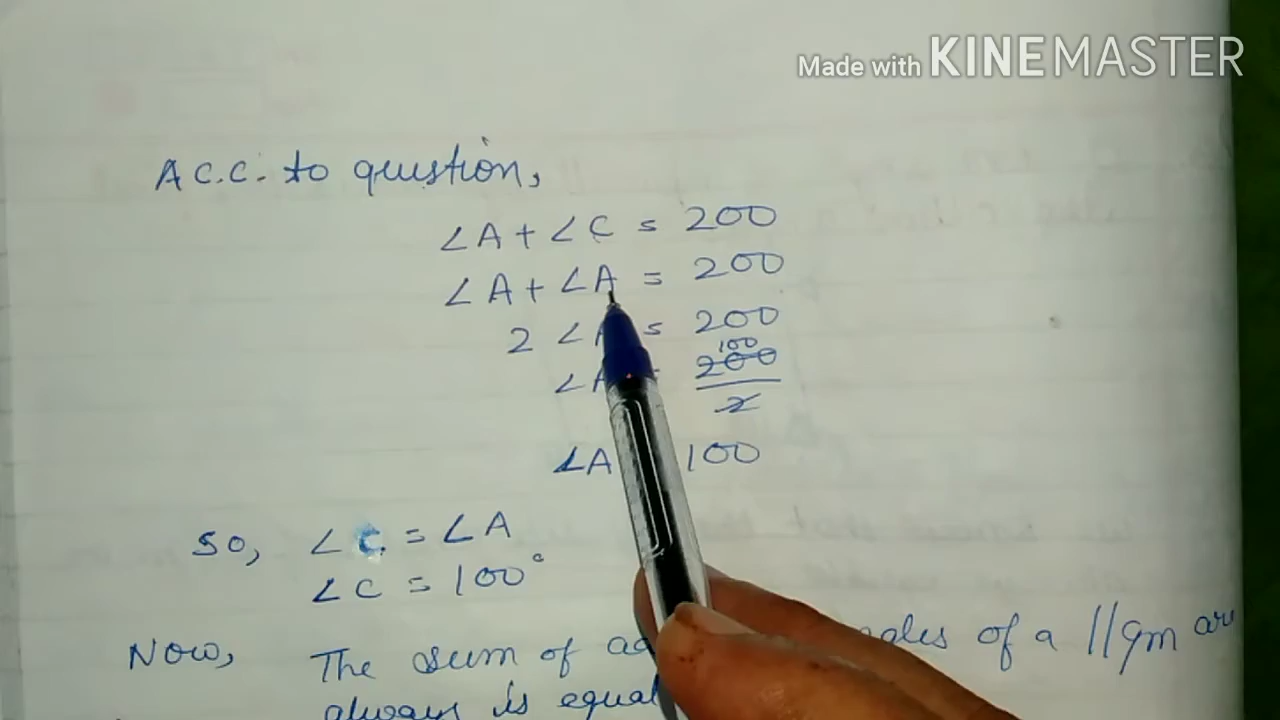 Made with KINEMASTER
Acc. to quistion,
∠A + ∠C = 200
∠A + ∠A = 200
2 ∠A = 200
∠A 100 200 / 2
∠A 100
So, ∠C = ∠A
∠C = 100°
Now, The sum of of a ||gm are
always is equal